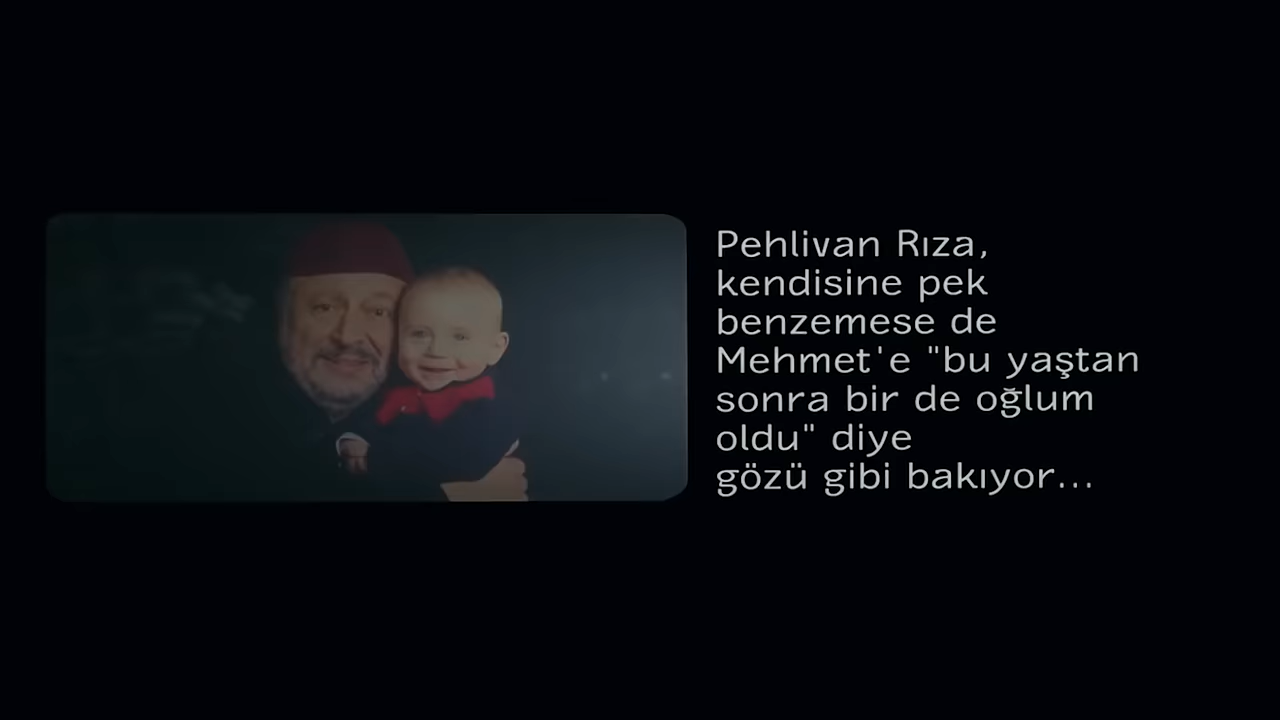 Pehlivan Rıza,
kendisine pek
benzemese de
Mehmet'e "bu yaştan
sonra bir de oğlum
oldu" diye
gözü gibi bakıyor...